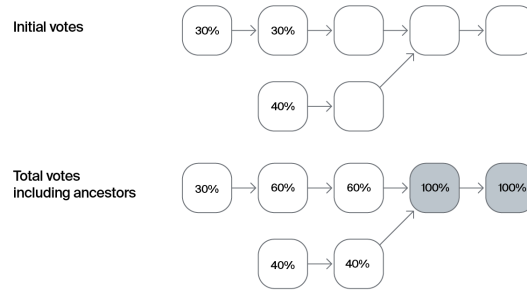 Initial votes
30% 30%
40%
Total votes
including ancestors
30% 60% 60% 100% 100%
40% 40%